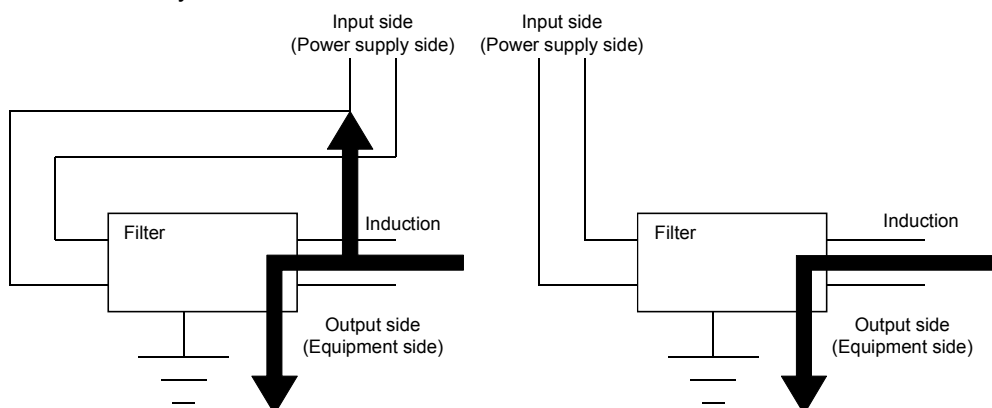 Input side
(Power supply side)
Filter
Induction
Output side
(Equipment side)
Input side
(Power supply side)
Filter
Induction
Output side
(Equipment side)